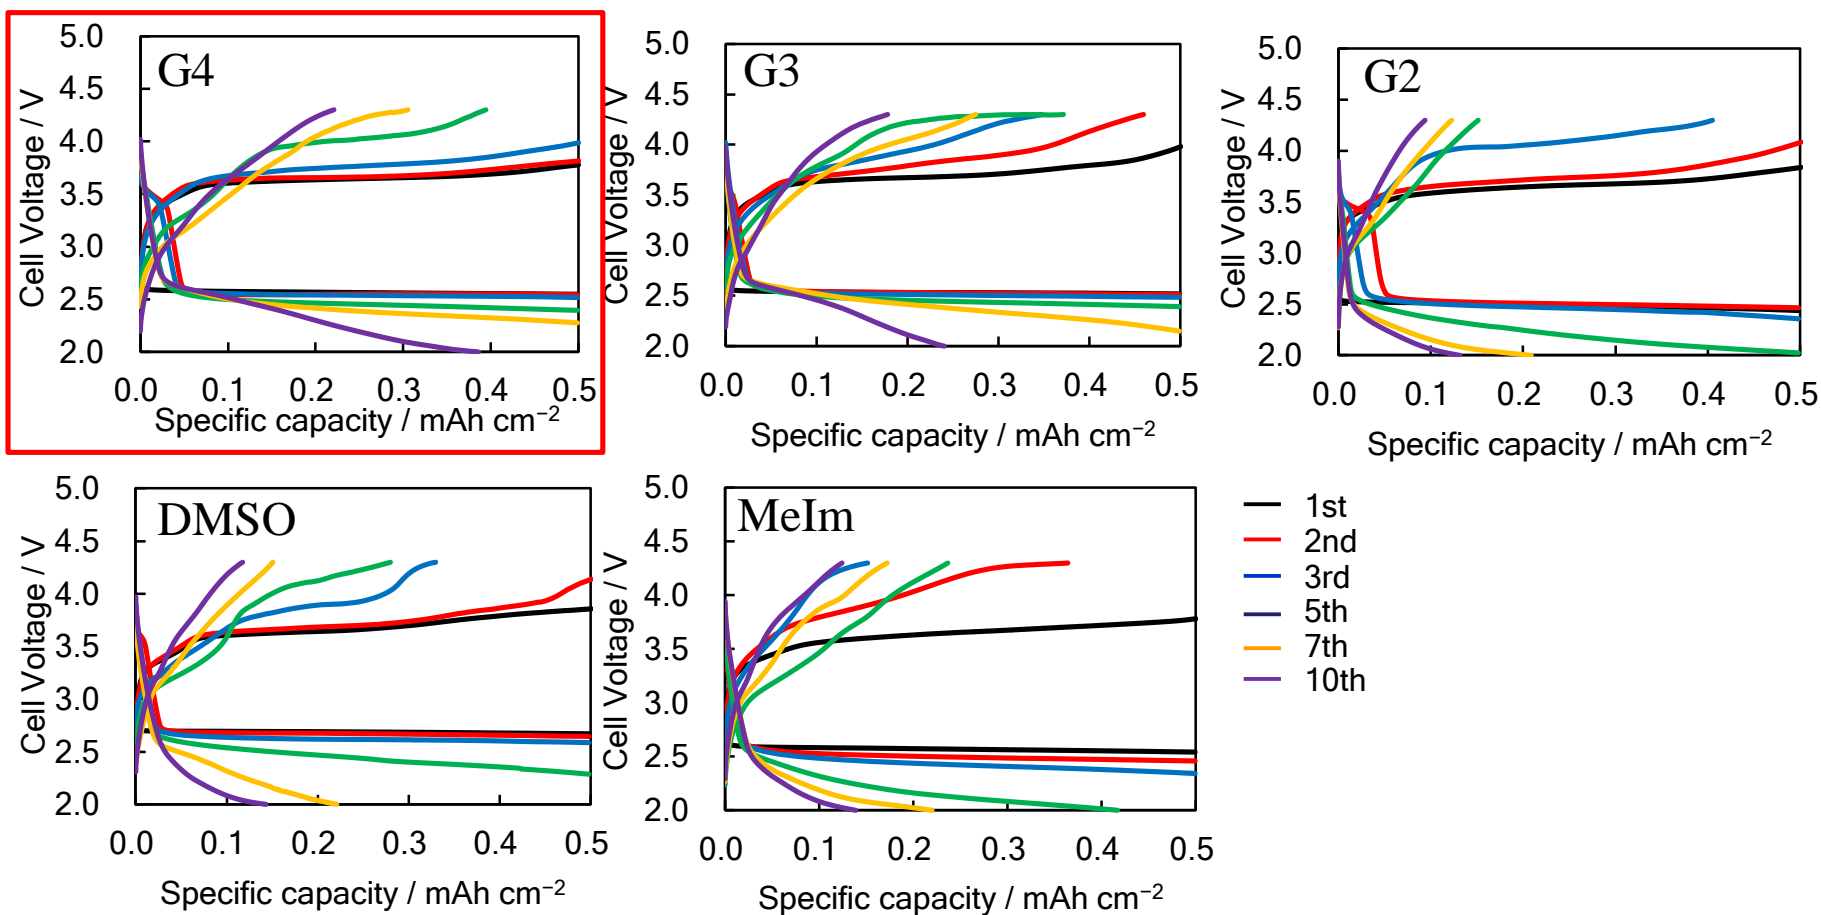 G4
5.0
4.5
4.0
3.5
3.0
2.5
2.0
Cell Voltage / V
0.0 0.1 0.2 0.3 0.4 0.5
Specific capacity / mAh cm⁻²
G3
5.0
4.5
4.0
3.5
3.0
2.5
2.0
Cell Voltage / V
0.0 0.1 0.2 0.3 0.4 0.5
Specific capacity / mAh cm⁻²
G2
5.0
4.5
4.0
3.5
3.0
2.5
2.0
Cell Voltage / V
0.0 0.1 0.2 0.3 0.4 0.5
Specific capacity / mAh cm⁻²
DMSO
5.0
4.5
4.0
3.5
3.0
2.5
2.0
Cell Voltage / V
0.0 0.1 0.2 0.3 0.4 0.5
Specific capacity / mAh cm⁻²
MeIm
5.0
4.5
4.0
3.5
3.0
2.5
2.0
Cell Voltage / V
0.0 0.1 0.2 0.3 0.4 0.5
Specific capacity / mAh cm⁻²
1st
2nd
3rd
5th
7th
10th